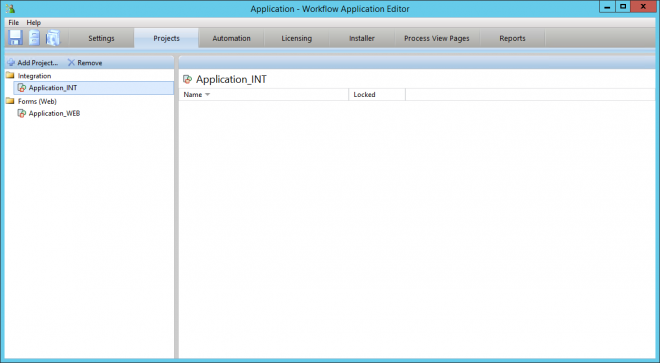 Application - Workflow Application Editor
File Help
Settings Projects Automation Licensing Installer Process View Pages Reports
Add Project... Remove
Integration
Application_INT
Forms (Web)
Application_WEB
Application_INT
Name Locked